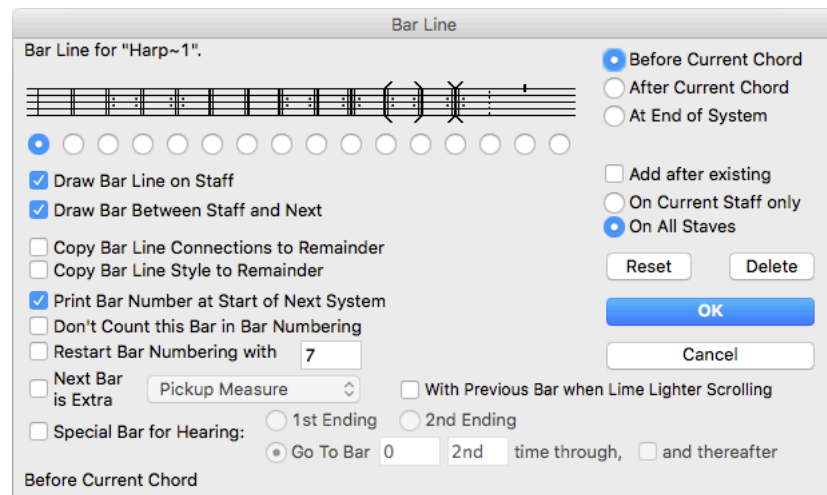 Bar Line
Bar Line for "Harp~1".
Before Current Chord
After Current Chord
At End of System
Draw Bar Line on Staff
Draw Bar Between Staff and Next
Add after existing
On Current Staff only
On All Staves
Copy Bar Line Connections to Remainder
Copy Bar Line Style to Remainder
Reset Delete
Print Bar Number at Start of Next System
OK
Don't Count this Bar in Bar Numbering
Restart Bar Numbering with 7
Cancel
Next Bar
is Extra
Pickup Measure
With Previous Bar when Lime Lighter Scrolling
Special Bar for Hearing:
1st Ending 2nd Ending
Go To Bar 0 2nd time through, and thereafter
Before Current Chord